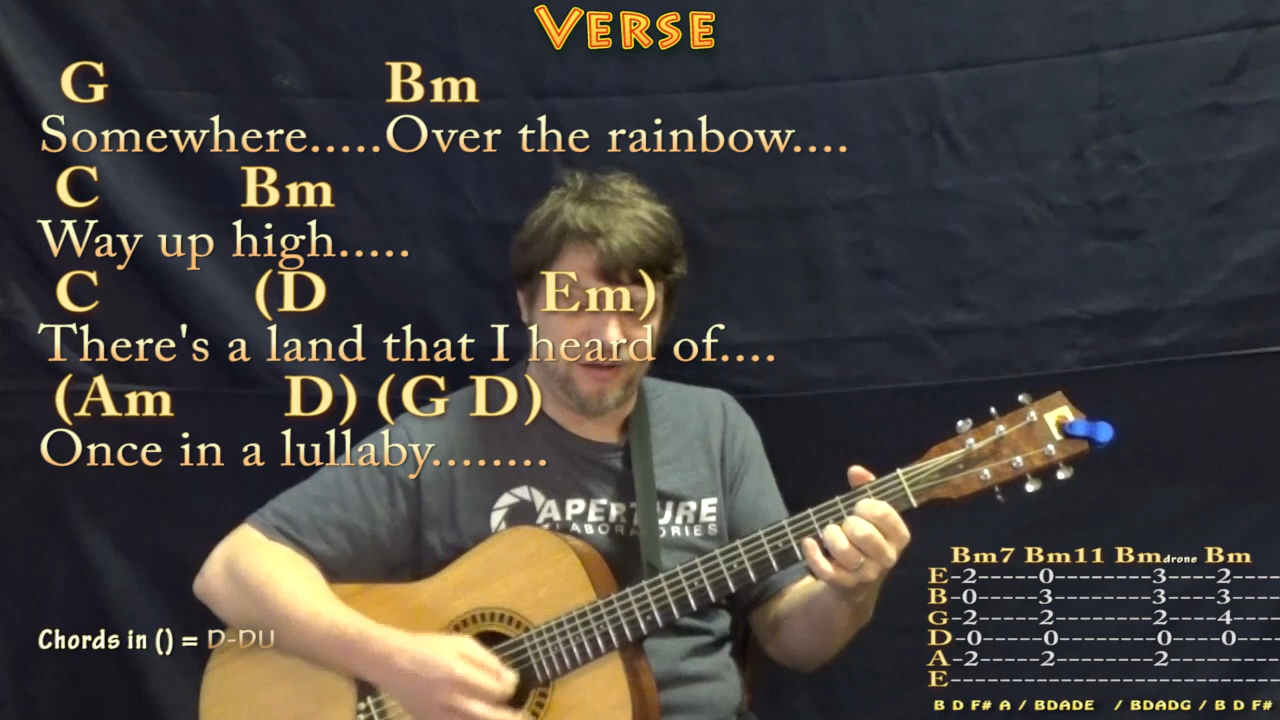 VERSE
G Bm
Somewhere.....Over the rainbow....
C Bm
Way up high.....
C (D Em)
There's a land that I heard of....
(Am D) (G D)
Once in a lullaby........
APERTURE
LABORATORIES
Chords in () = D-DU
Bm7 Bm11 Bmdrone Bm
E-2-----0--------3----2----
B-0-----3--------3----3----
G-2-----2--------2----4----
D-0-----0--------0----0----
A-2-----2--------2---------
E--------------------------
B D F# A / BDADE / BDADG / B D F#